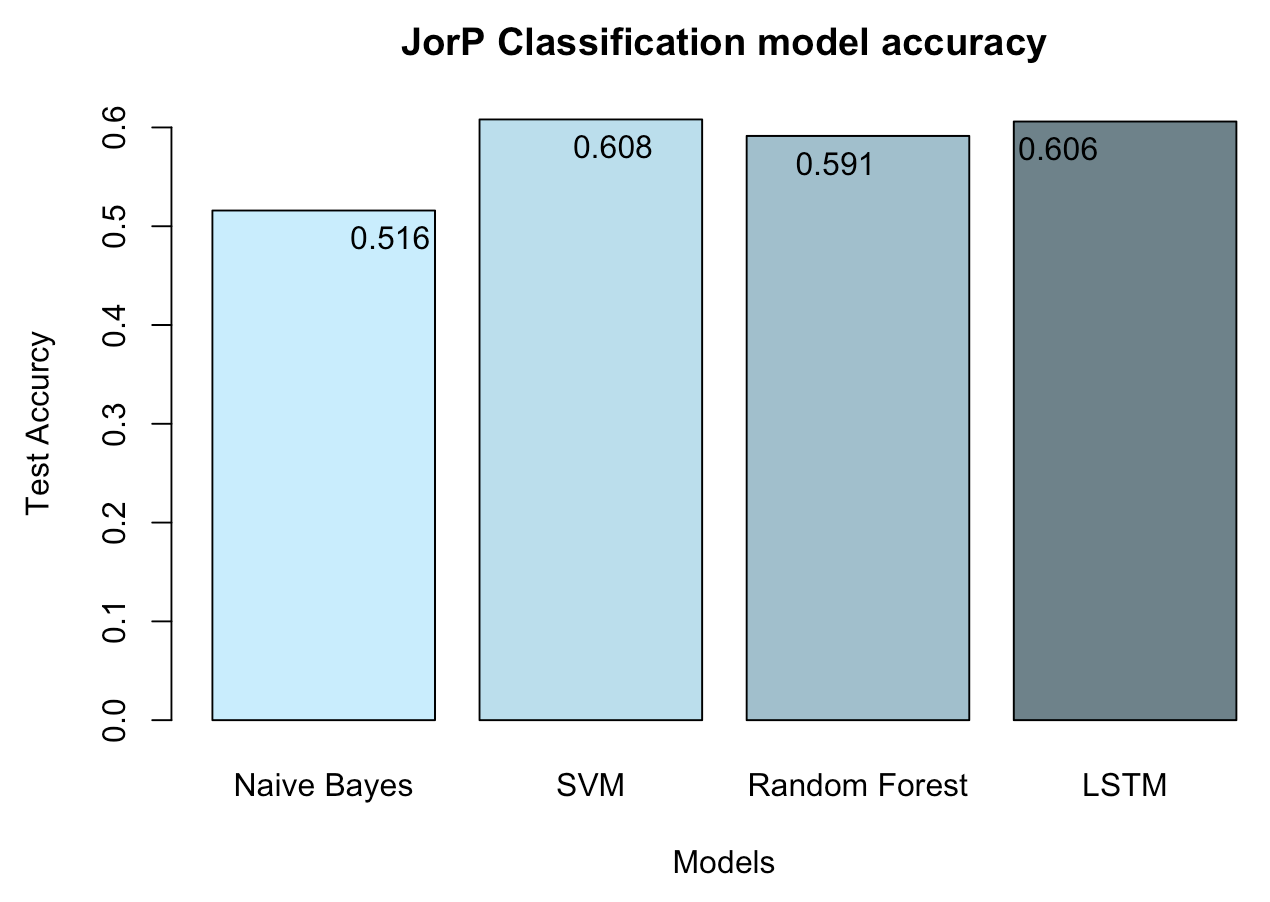 JorP Classification model accuracy
Test Accurcy
0.6
0.5
0.4
0.3
0.2
0.1
0.0
0.516
0.608
0.591
0.606
Naive Bayes
SVM
Random Forest
LSTM
Models